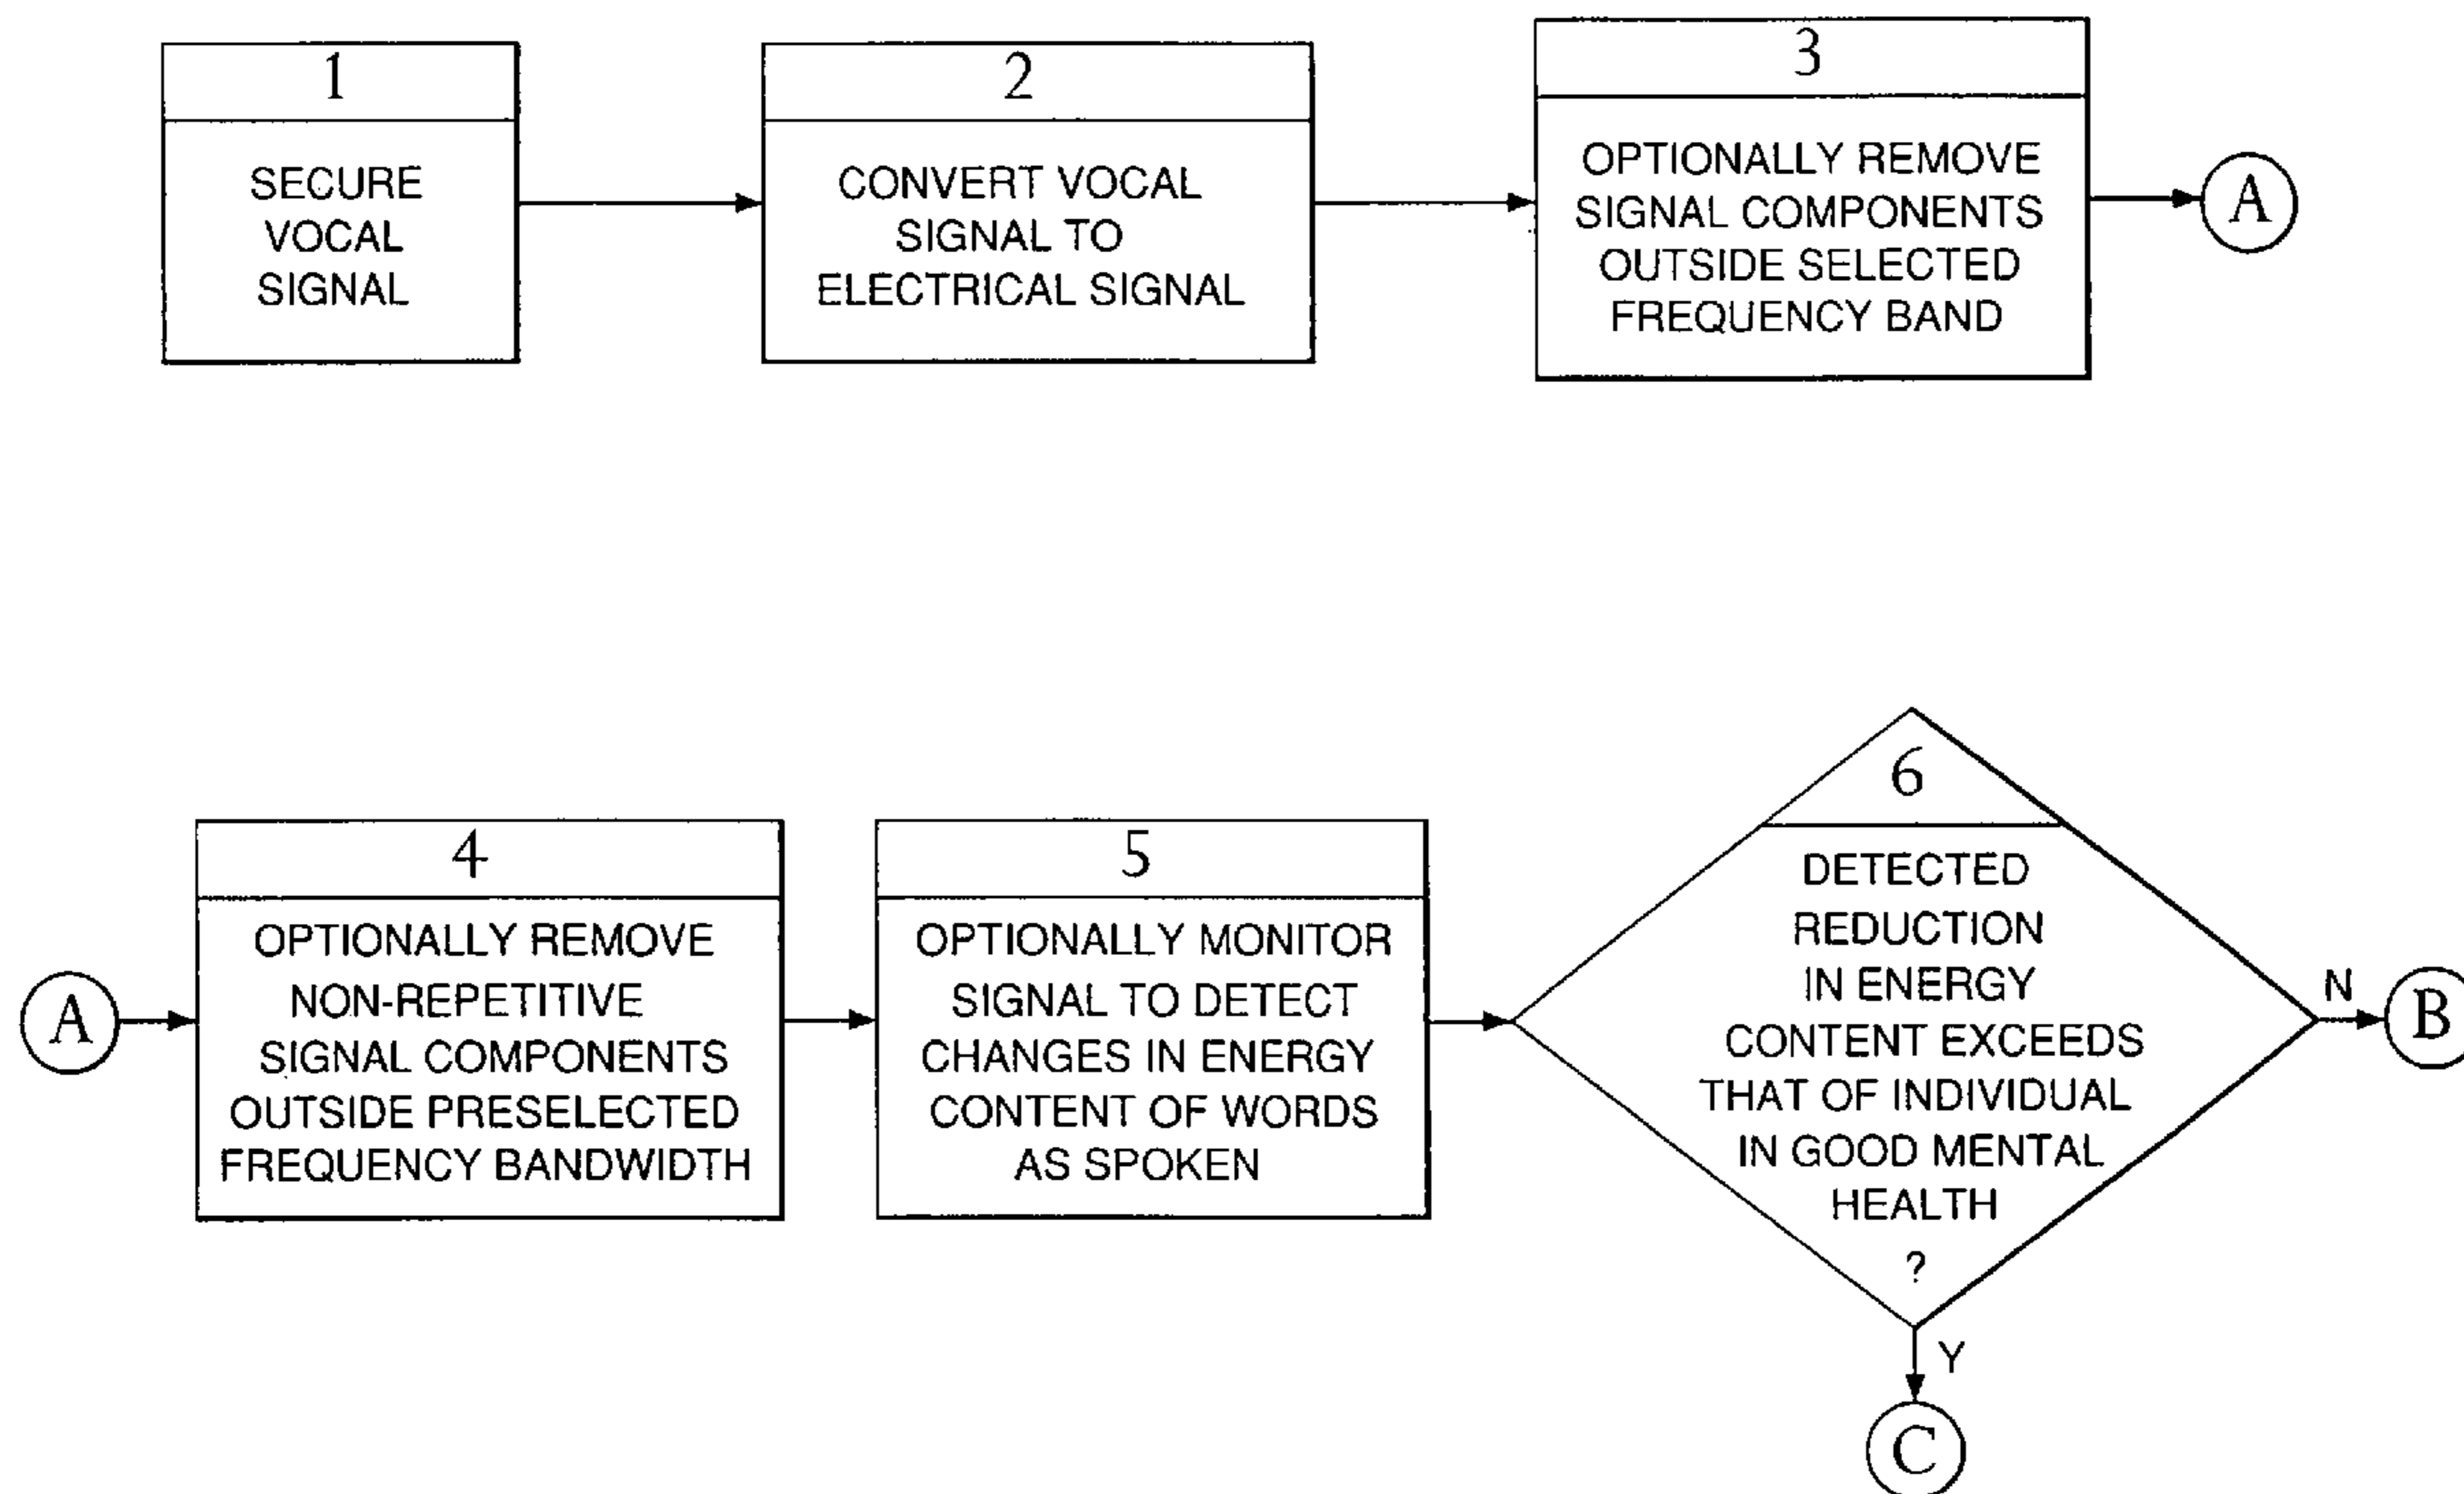 1
SECURE
VOCAL
SIGNAL
2
CONVERT VOCAL
SIGNAL TO
ELECTRICAL SIGNAL
3
OPTIONALLY REMOVE
SIGNAL COMPONENTS
OUTSIDE SELECTED
FREQUENCY BAND
A
A
4
OPTIONALLY REMOVE
NON-REPETITIVE
SIGNAL COMPONENTS
OUTSIDE PRESELECTED
FREQUENCY BANDWIDTH
5
OPTIONALLY MONITOR
SIGNAL TO DETECT
CHANGES IN ENERGY
CONTENT OF WORDS
AS SPOKEN
6
DETECTED
REDUCTION
IN ENERGY
CONTENT EXCEEDS
THAT OF INDIVIDUAL
IN GOOD MENTAL
HEALTH
?
N
B
Y
C